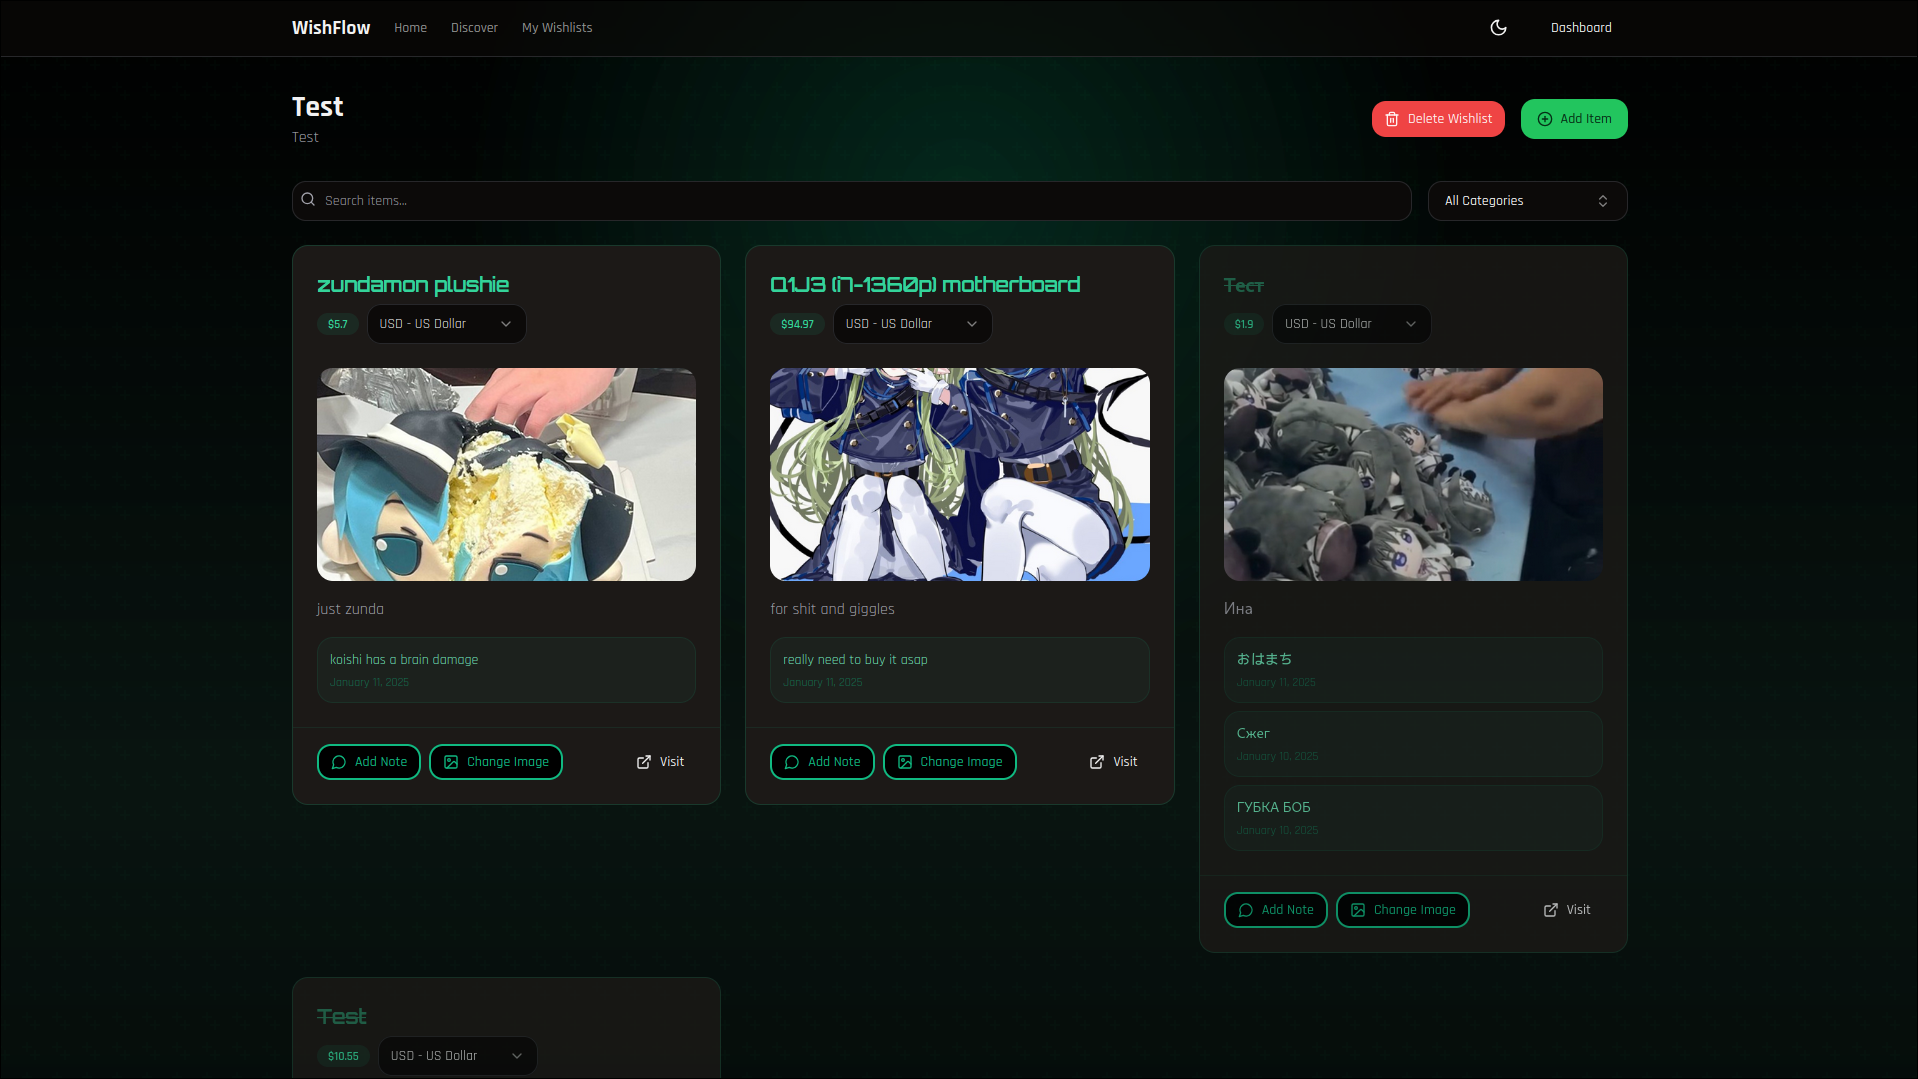 WishFlow Home Discover My Wishlists Dashboard
Test
Test
Delete Wishlist Add Item
Search items...
All Categories
zundamon plushie
$5.7 USD - US Dollar
just zunda
koishi has a brain damage
January 11, 2025
Add Note Change Image Visit
Q1J3 (i7-1360p) motherboard
$94.97 USD - US Dollar
for shit and giggles
really need to buy it asap
January 11, 2025
Add Note Change Image Visit
Тест
$1.9 USD - US Dollar
Ина
おはまち
January 11, 2025
Сжег
January 10, 2025
ГУБКА БОБ
January 10, 2025
Add Note Change Image Visit
Test
$10.55 USD - US Dollar